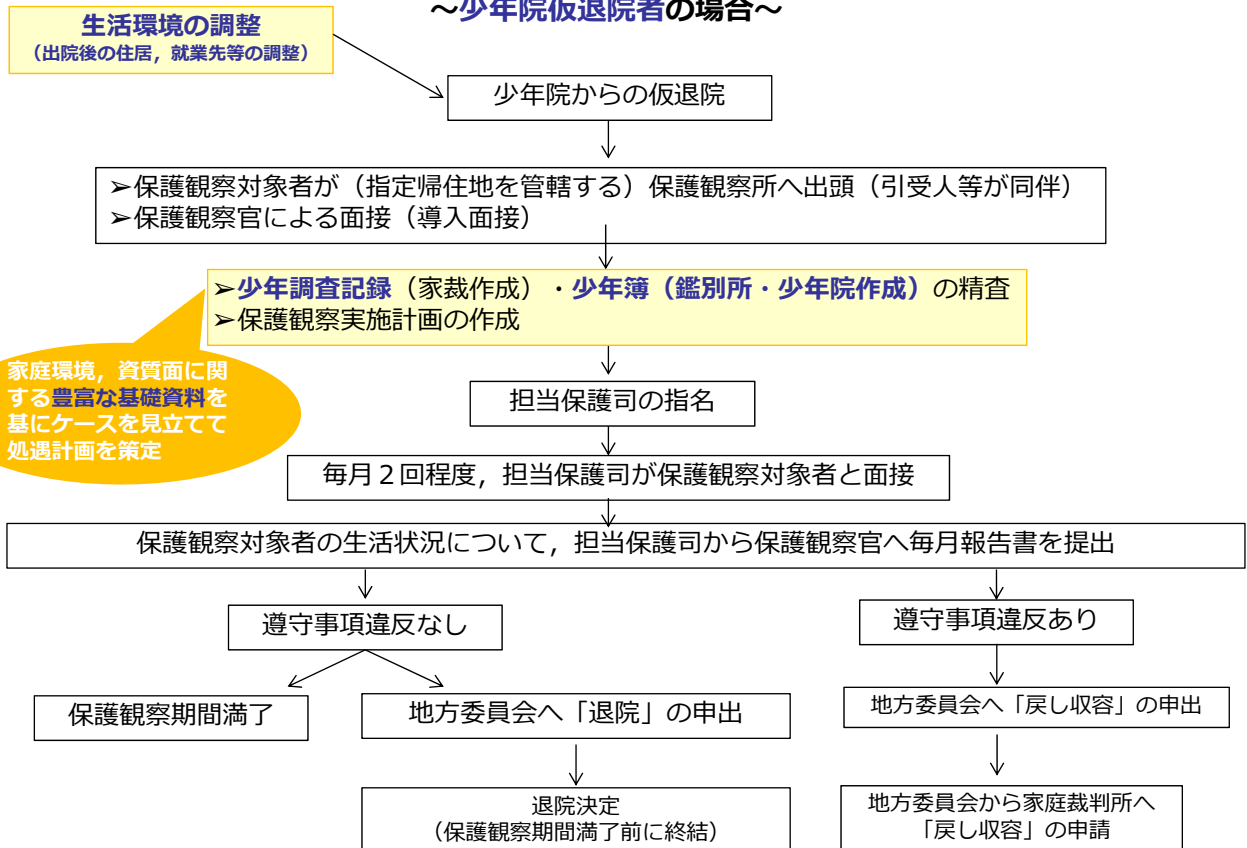 ～少年院仮退院者の場合～
生活環境の調整
（出院後の住居，就業先等の調整）
少年院からの仮退院
➢保護観察対象者が（指定帰住地を管轄する）保護観察所へ出頭（引受人等が同伴）
➢保護観察官による面接（導入面接）
➢少年調査記録（家裁作成）・少年簿（鑑別所・少年院作成）の精査
➢保護観察実施計画の作成
家庭環境，資質面に関
する豊富な基礎資料を
基にケースを見立てて
処遇計画を策定
担当保護司の指名
毎月２回程度，担当保護司が保護観察対象者と面接
保護観察対象者の生活状況について，担当保護司から保護観察官へ毎月報告書を提出
遵守事項違反なし
遵守事項違反あり
保護観察期間満了
地方委員会へ「退院」の申出
地方委員会へ「戻し収容」の申出
退院決定
（保護観察期間満了前に終結）
地方委員会から家庭裁判所へ
「戻し収容」の申請